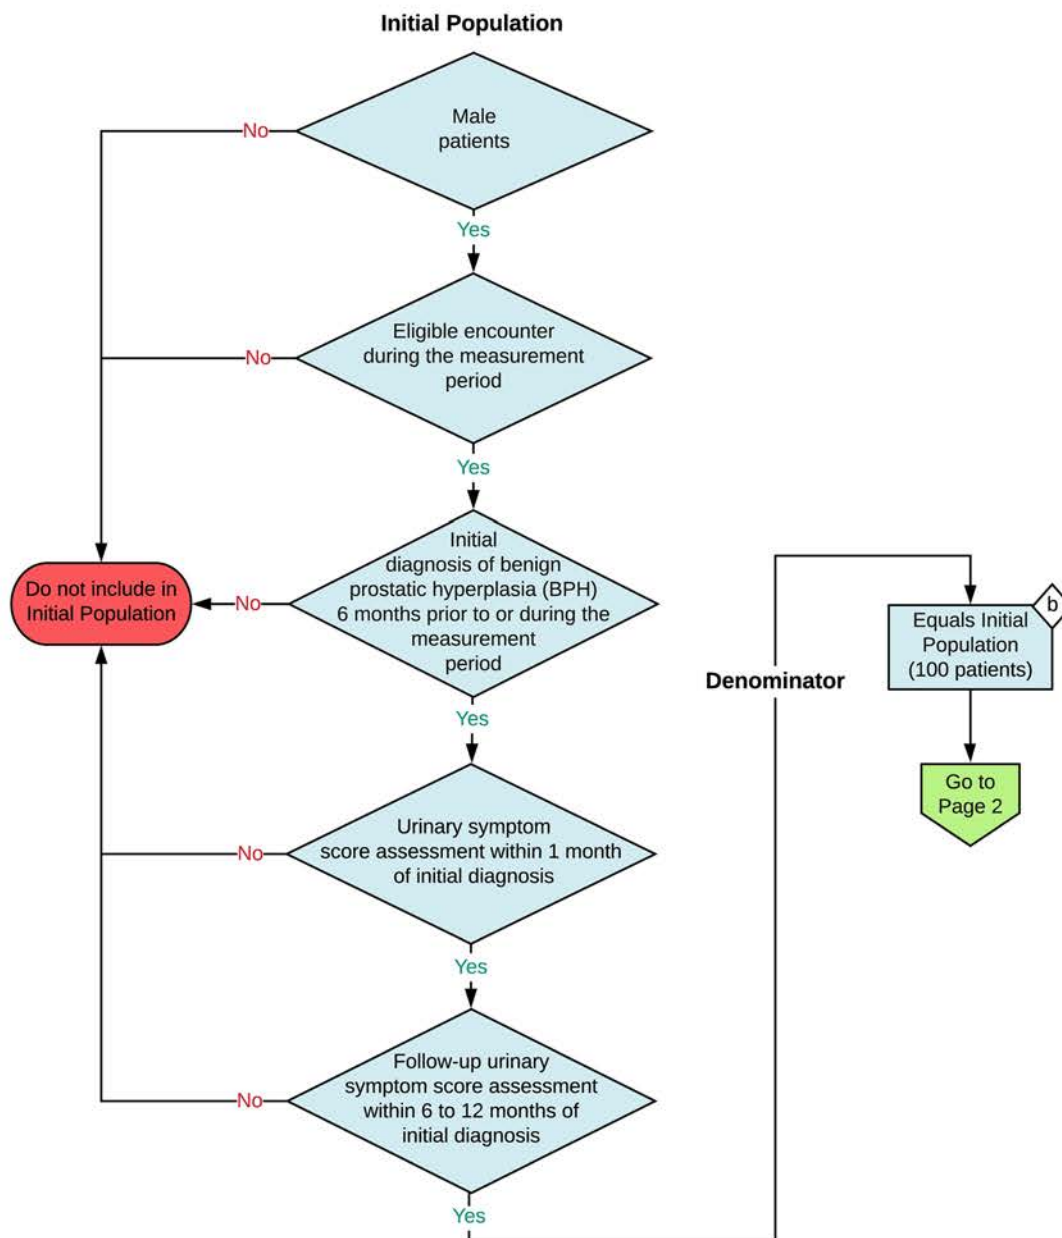 Initial Population
Male
patients
No
Yes
Eligible encounter
during the measurement
period
No
Yes
Initial
diagnosis of benign
prostatic hyperplasia (BPH)
6 months prior to or during the
measurement
period
No
Do not include in
Initial Population
Yes
Urinary symptom
score assessment within 1 month
of initial diagnosis
No
Yes
Follow-up urinary
symptom score assessment
within 6 to 12 months of
initial diagnosis
No
Yes
Denominator
b
Equals Initial
Population
(100 patients)
Go to
Page 2